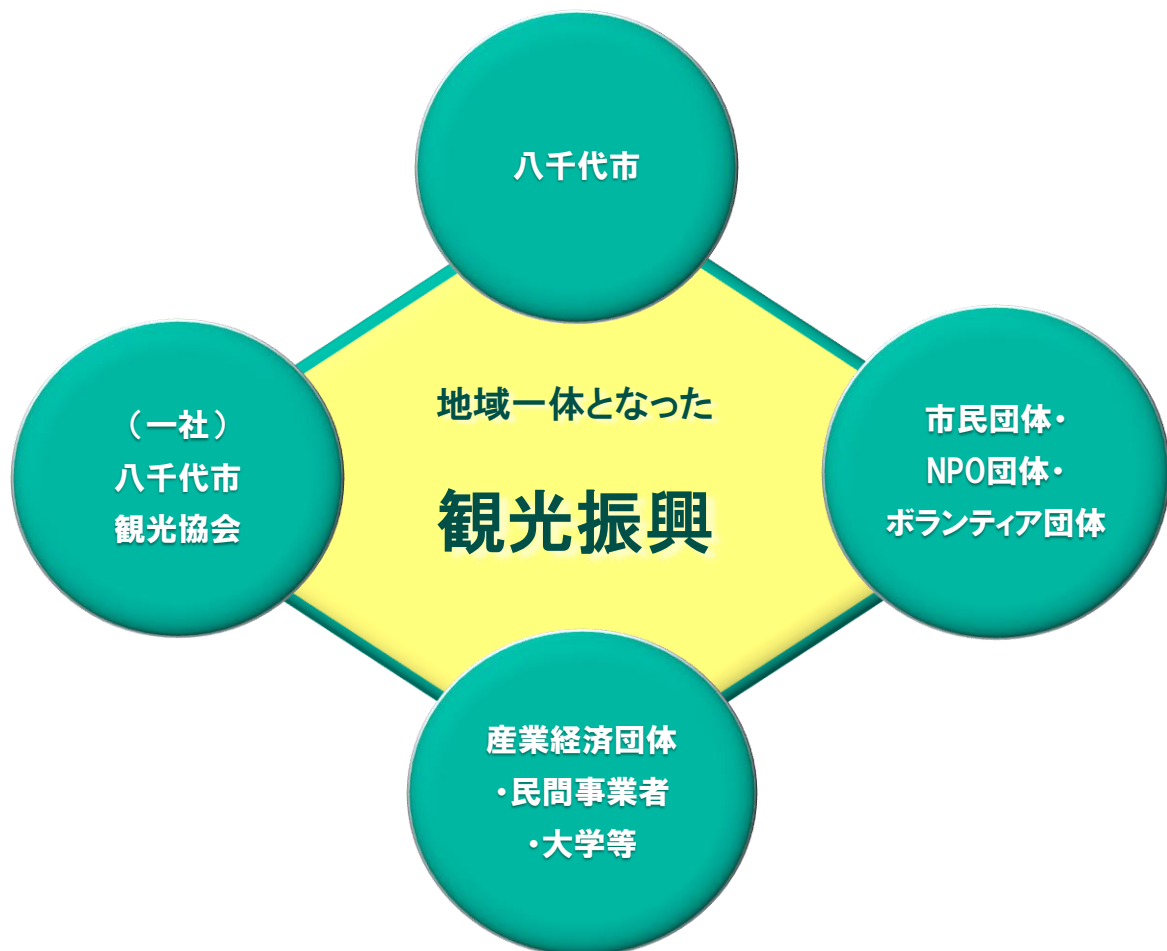 八千代市
地域一体となった
観光振興
（一社）
八千代市
観光協会
市民団体・
NPO団体・
ボランティア団体
産業経済団体
・民間事業者
・大学等